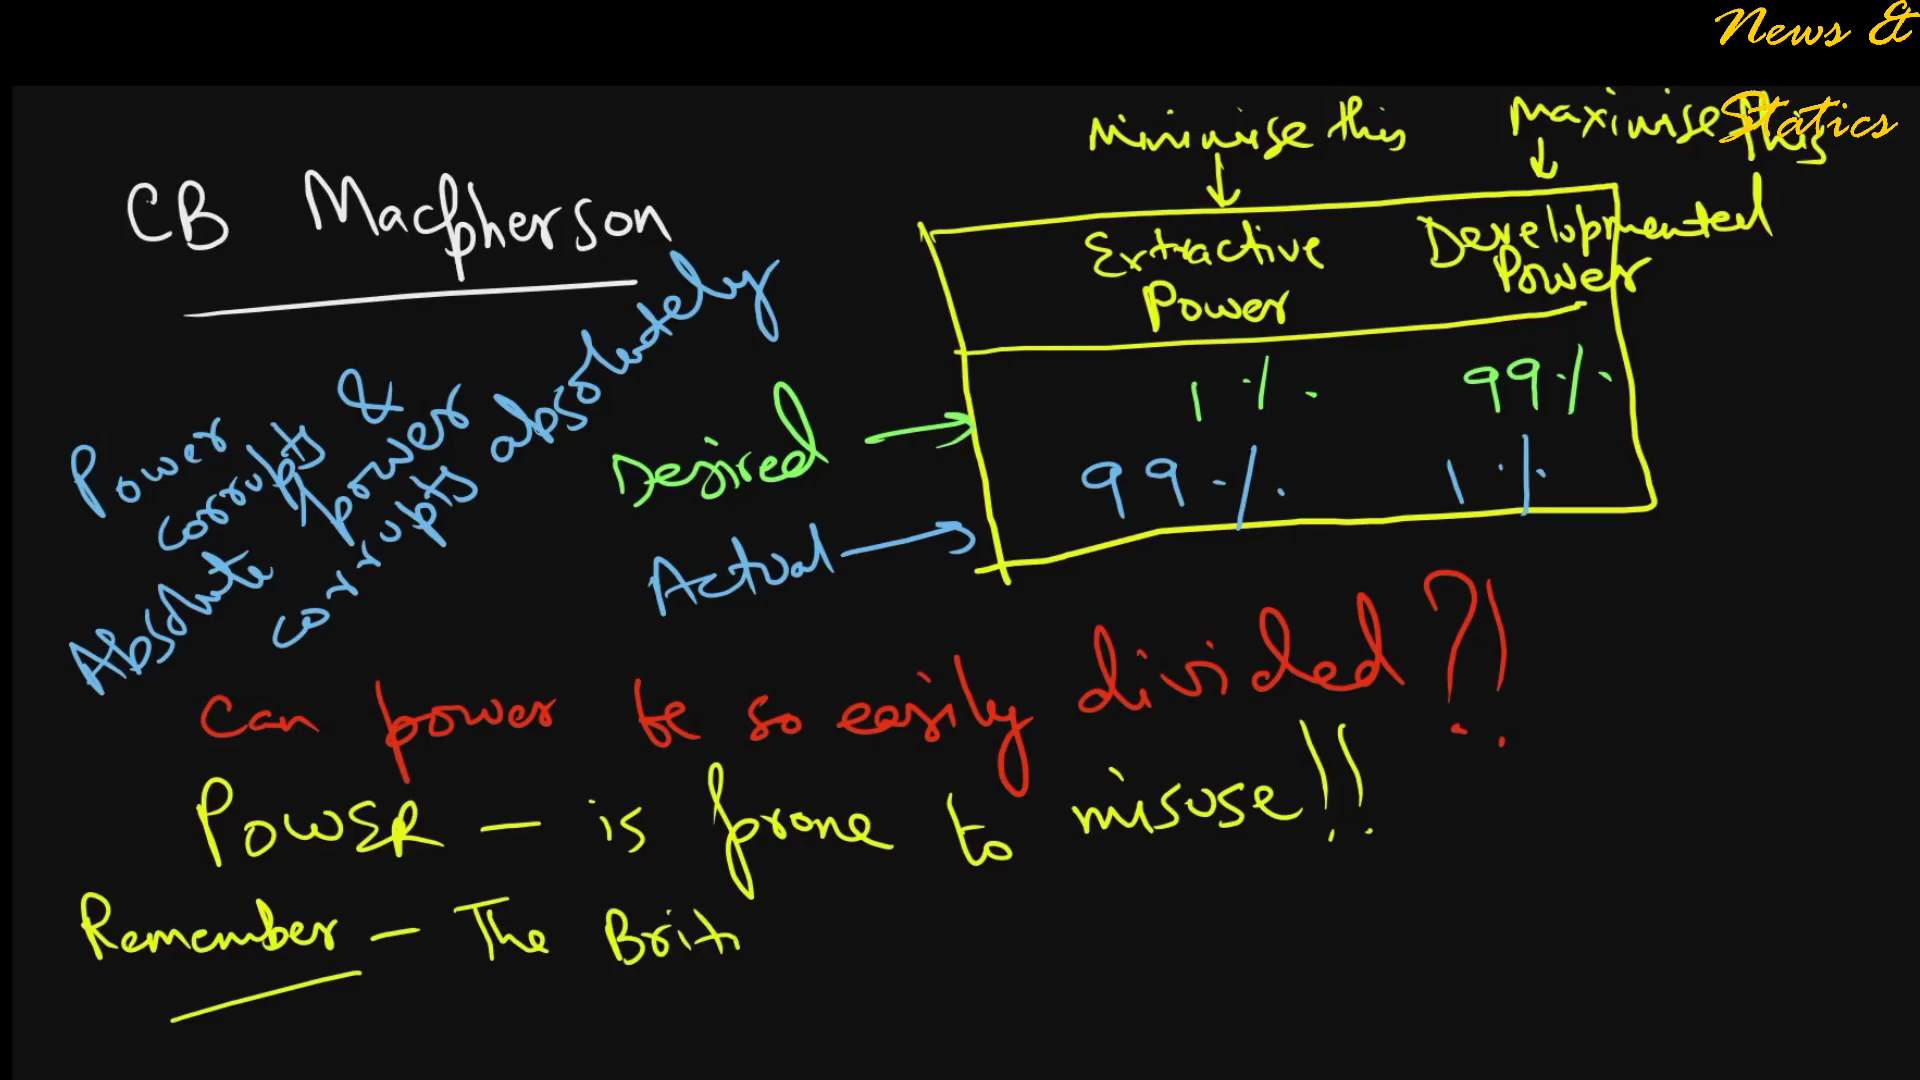 News &
Statics
Minimise this
Maximise this
CB Macpherson
Extractive Power
Developmented Power
Power corrupts &
Absolute power corrupts absolutely
Desired → 1% 99%
Actual → 99% 1%
Can power be so easily divided?!
POWER - is prone to misuse!!
Remember - The Brit